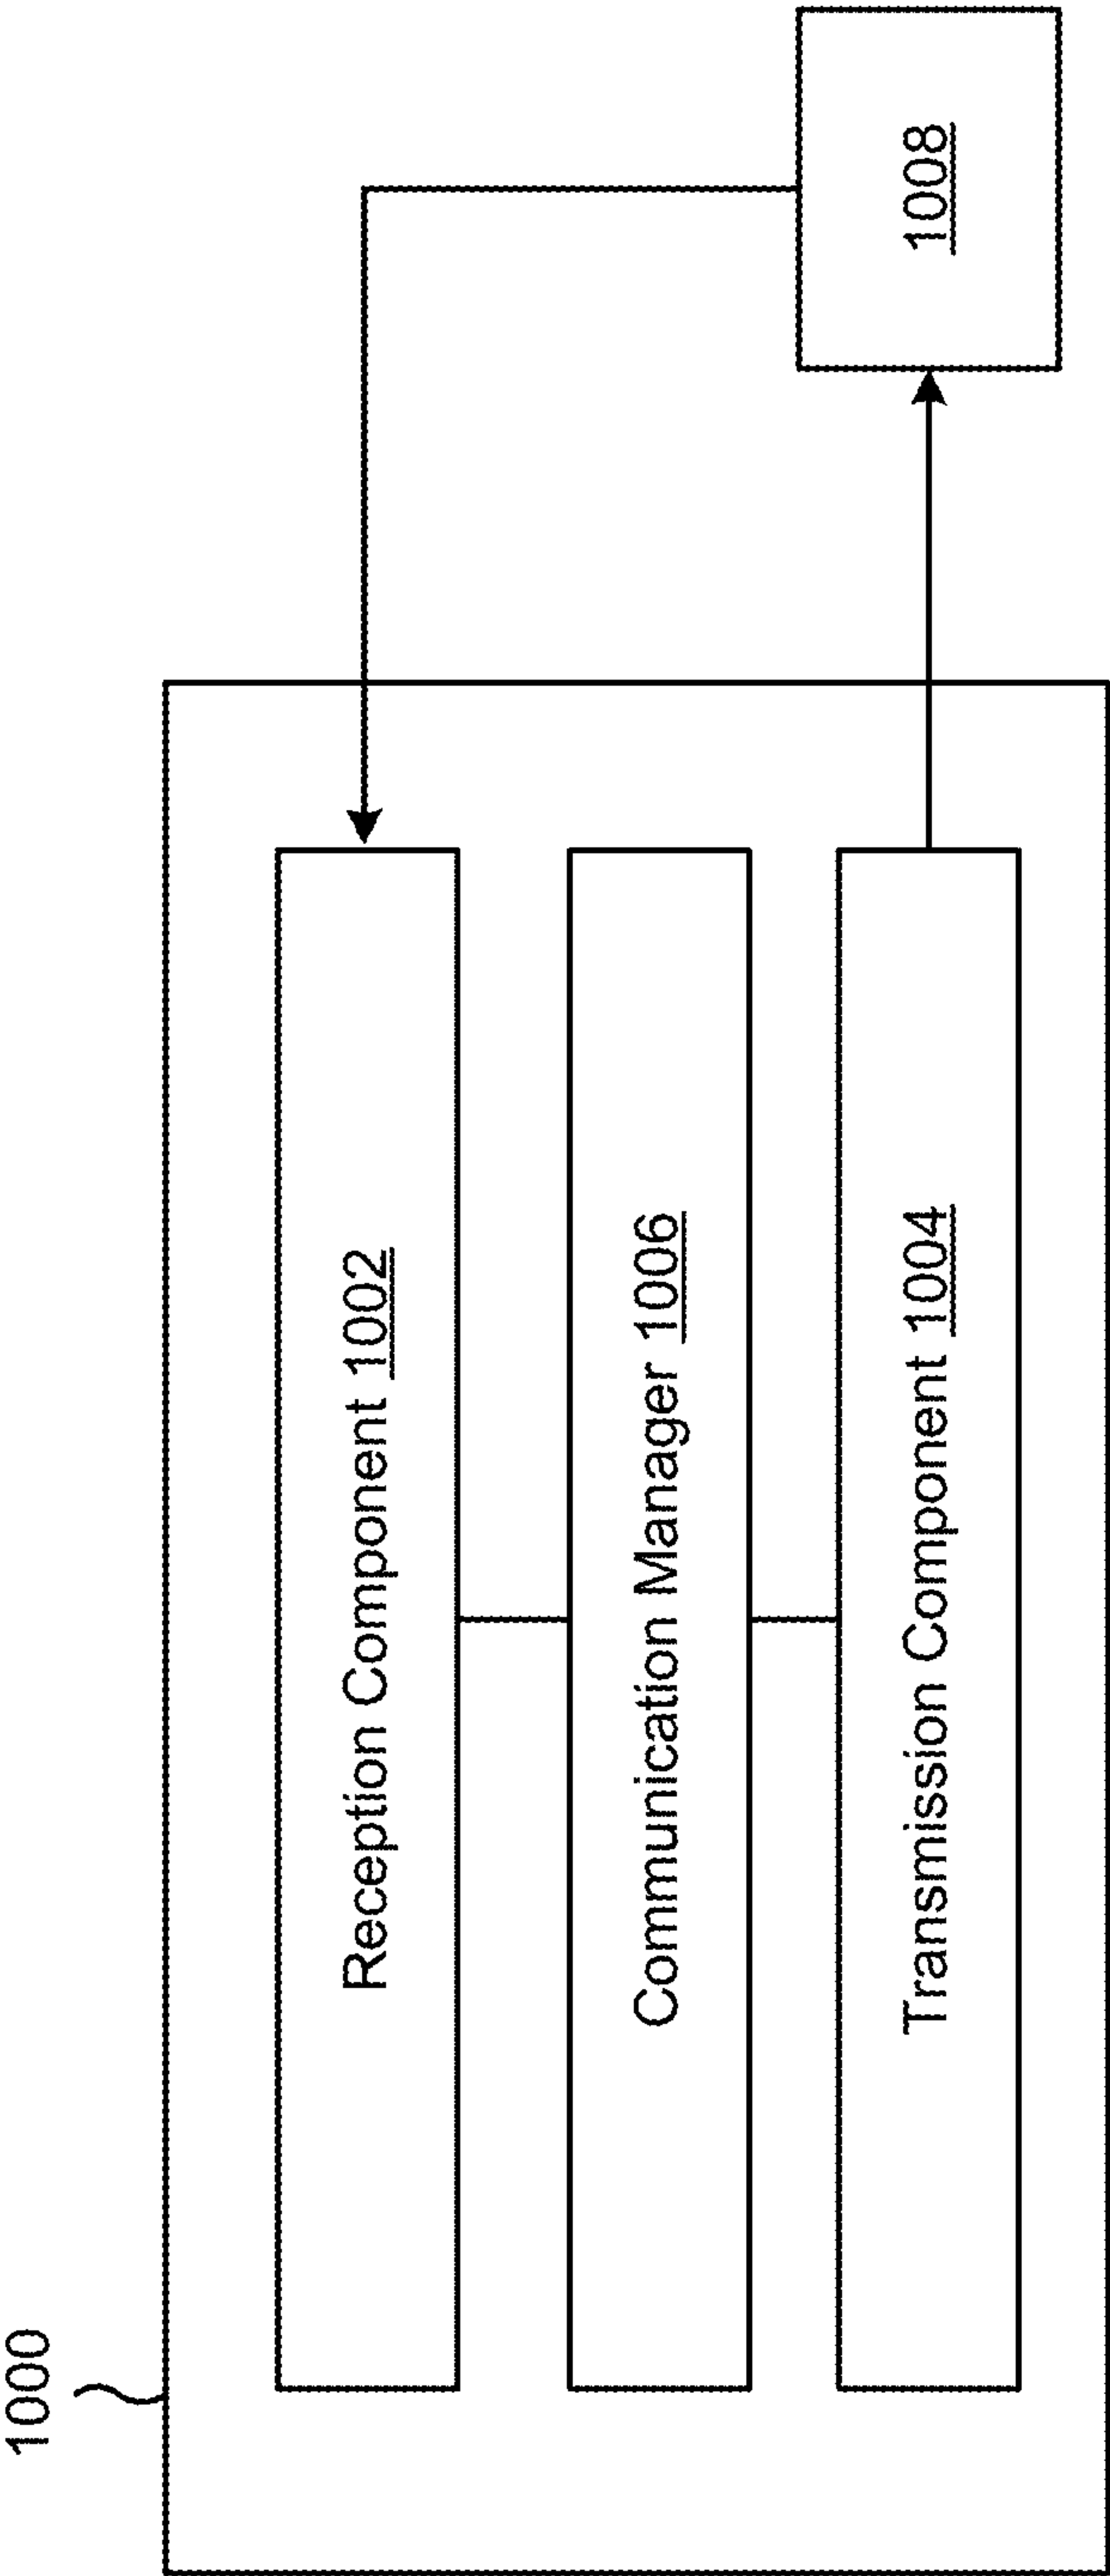 1000
Reception Component 1002
Communication Manager 1006
Transmission Component 1004
1008